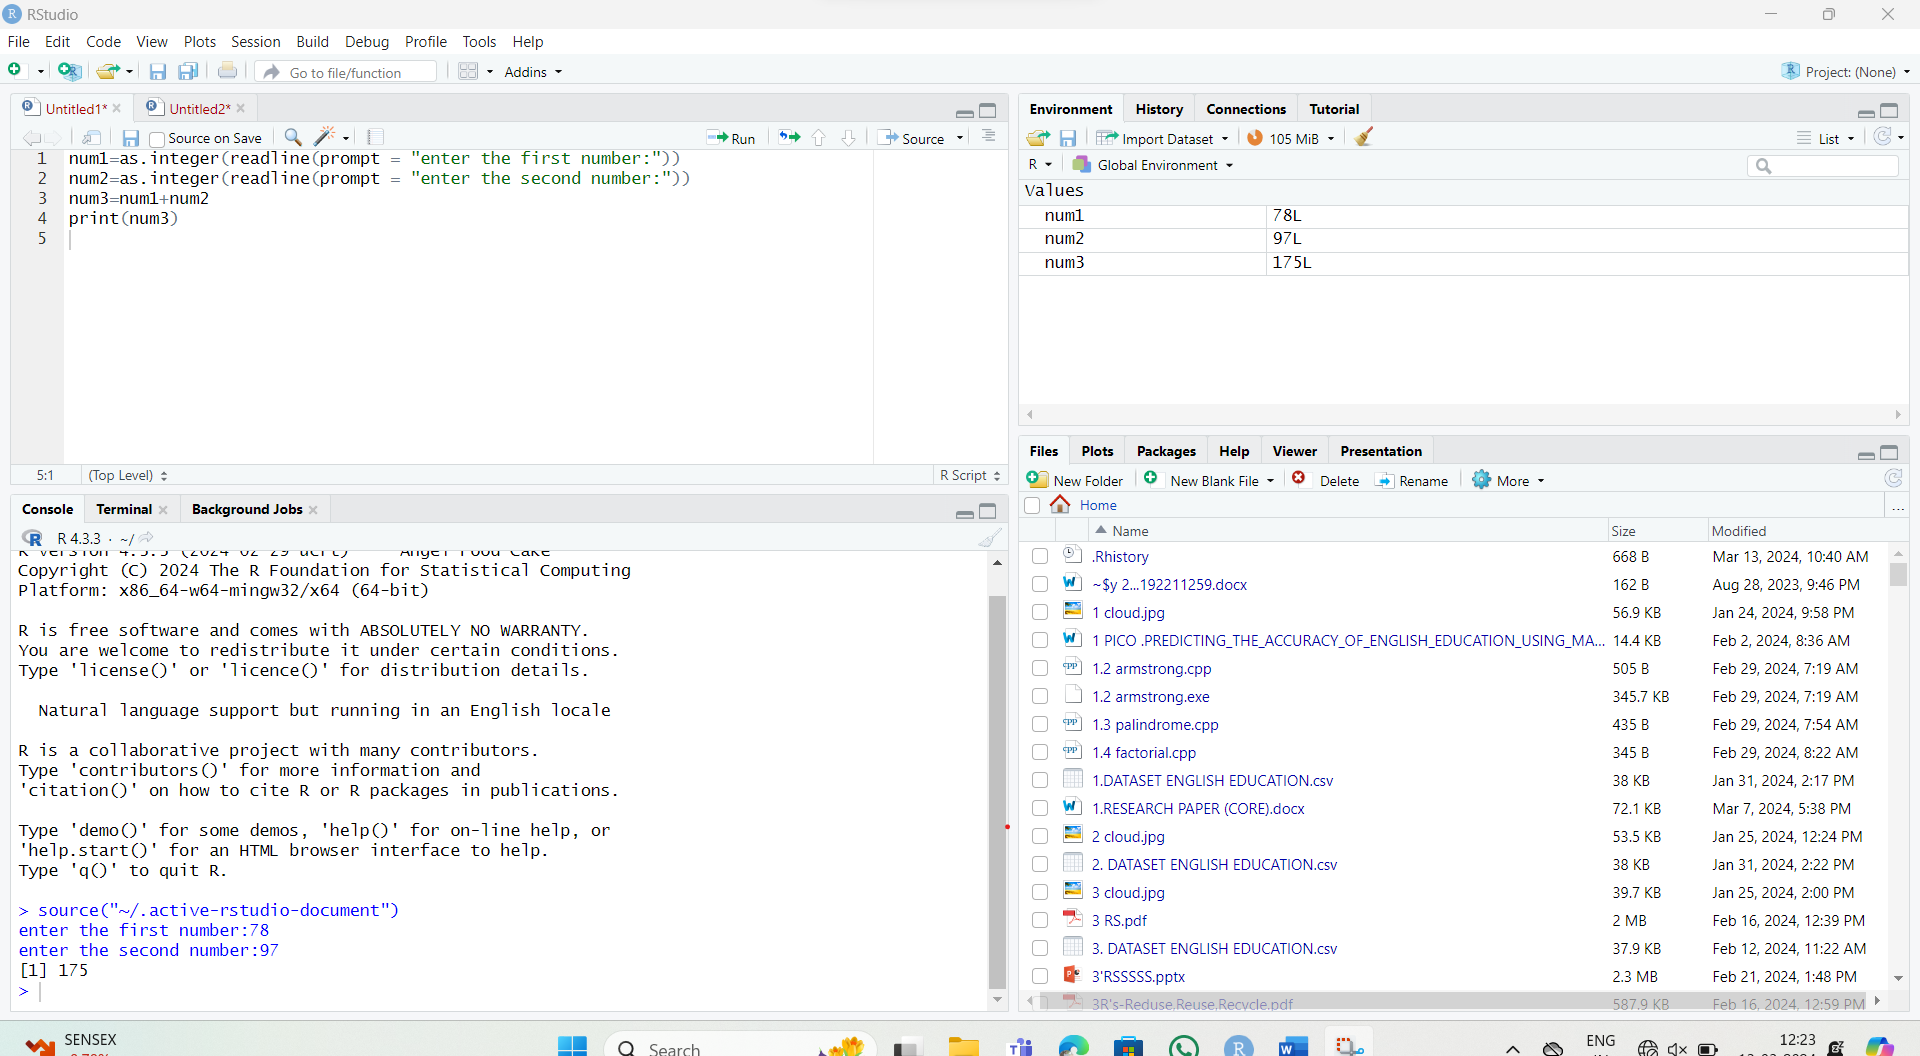 RStudio
File Edit Code View Plots Session Build Debug Profile Tools Help
Go to file/function Addins Project: (None)
Untitled1* Untitled2*
Source on Save Run Source
1 num1=as.integer(readline(prompt = "enter the first number:"))
2 num2=as.integer(readline(prompt = "enter the second number:"))
3 num3=num1+num2
4 print(num3)
5
5:1 (Top Level) R Script
Console Terminal Background Jobs
R 4.3.3 · ~/
R version 4.3.3 (2024-02-29 ucrt) -- "Angel Food Cake"
Copyright (C) 2024 The R Foundation for Statistical Computing
Platform: x86_64-w64-mingw32/x64 (64-bit)
R is free software and comes with ABSOLUTELY NO WARRANTY.
You are welcome to redistribute it under certain conditions.
Type 'license()' or 'licence()' for distribution details.
Natural language support but running in an English locale
R is a collaborative project with many contributors.
Type 'contributors()' for more information and
'citation()' on how to cite R or R packages in publications.
Type 'demo()' for some demos, 'help()' for on-line help, or
'help.start()' for an HTML browser interface to help.
Type 'q()' to quit R.
> source("~/.active-rstudio-document")
enter the first number:78
enter the second number:97
[1] 175
>
Environment History Connections Tutorial
Import Dataset 105 MiB List
R Global Environment
Values
num1 78L
num2 97L
num3 175L
Files Plots Packages Help Viewer Presentation
New Folder New Blank File Delete Rename More
Home ...
Name Size Modified
.Rhistory 668 B Mar 13, 2024, 10:40 AM
~$y 2...192211259.docx 162 B Aug 28, 2023, 9:46 PM
1 cloud.jpg 56.9 KB Jan 24, 2024, 9:58 PM
1 PICO .PREDICTING_THE_ACCURACY_OF_ENGLISH_EDUCATION_USING_MA... 14.4 KB Feb 2, 2024, 8:36 AM
1.2 armstrong.cpp 505 B Feb 29, 2024, 7:19 AM
1.2 armstrong.exe 345.7 KB Feb 29, 2024, 7:19 AM
1.3 palindrome.cpp 435 B Feb 29, 2024, 7:54 AM
1.4 factorial.cpp 345 B Feb 29, 2024, 8:22 AM
1.DATASET ENGLISH EDUCATION.csv 38 KB Jan 31, 2024, 2:17 PM
1.RESEARCH PAPER (CORE).docx 72.1 KB Mar 7, 2024, 5:38 PM
2 cloud.jpg 53.5 KB Jan 25, 2024, 12:24 PM
2. DATASET ENGLISH EDUCATION.csv 38 KB Jan 31, 2024, 2:22 PM
3 cloud.jpg 39.7 KB Jan 25, 2024, 2:00 PM
3 RS.pdf 2 MB Feb 16, 2024, 12:39 PM
3. DATASET ENGLISH EDUCATION.csv 37.9 KB Feb 12, 2024, 11:22 AM
3'RSSSSS.pptx 2.3 MB Feb 21, 2024, 1:48 PM
3R's-Reduse,Reuse,Recycle.pdf 587.9 KB Feb 16, 2024, 12:59 PM
SENSEX
Search
ENG
12:23